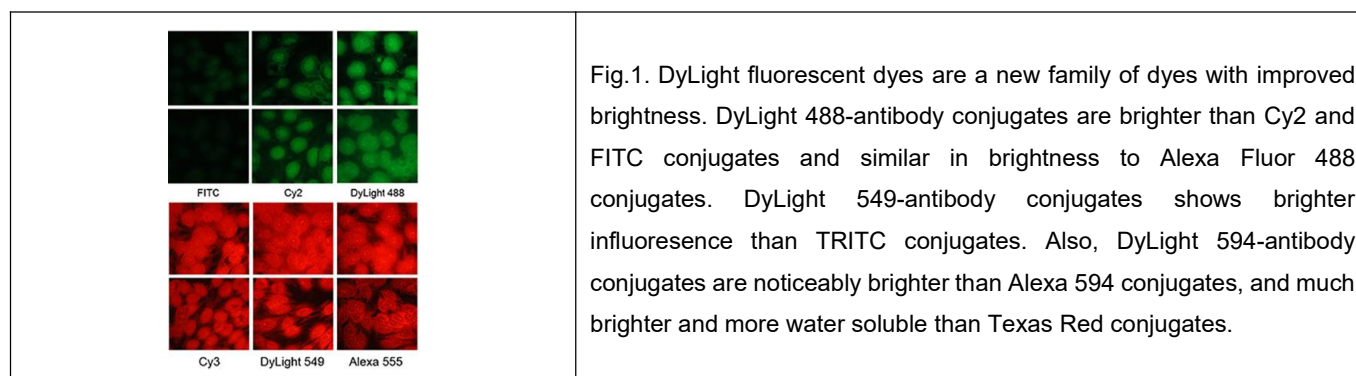 FITC Cy2 DyLight 488
Cy3 DyLight 549 Alexa 555
Fig.1. DyLight fluorescent dyes are a new family of dyes with improved
brightness. DyLight 488-antibody conjugates are brighter than Cy2 and
FITC conjugates and similar in brightness to Alexa Fluor 488
conjugates. DyLight 549-antibody conjugates shows brighter
influoresence than TRITC conjugates. Also, DyLight 594-antibody
conjugates are noticeably brighter than Alexa 594 conjugates, and much
brighter and more water soluble than Texas Red conjugates.